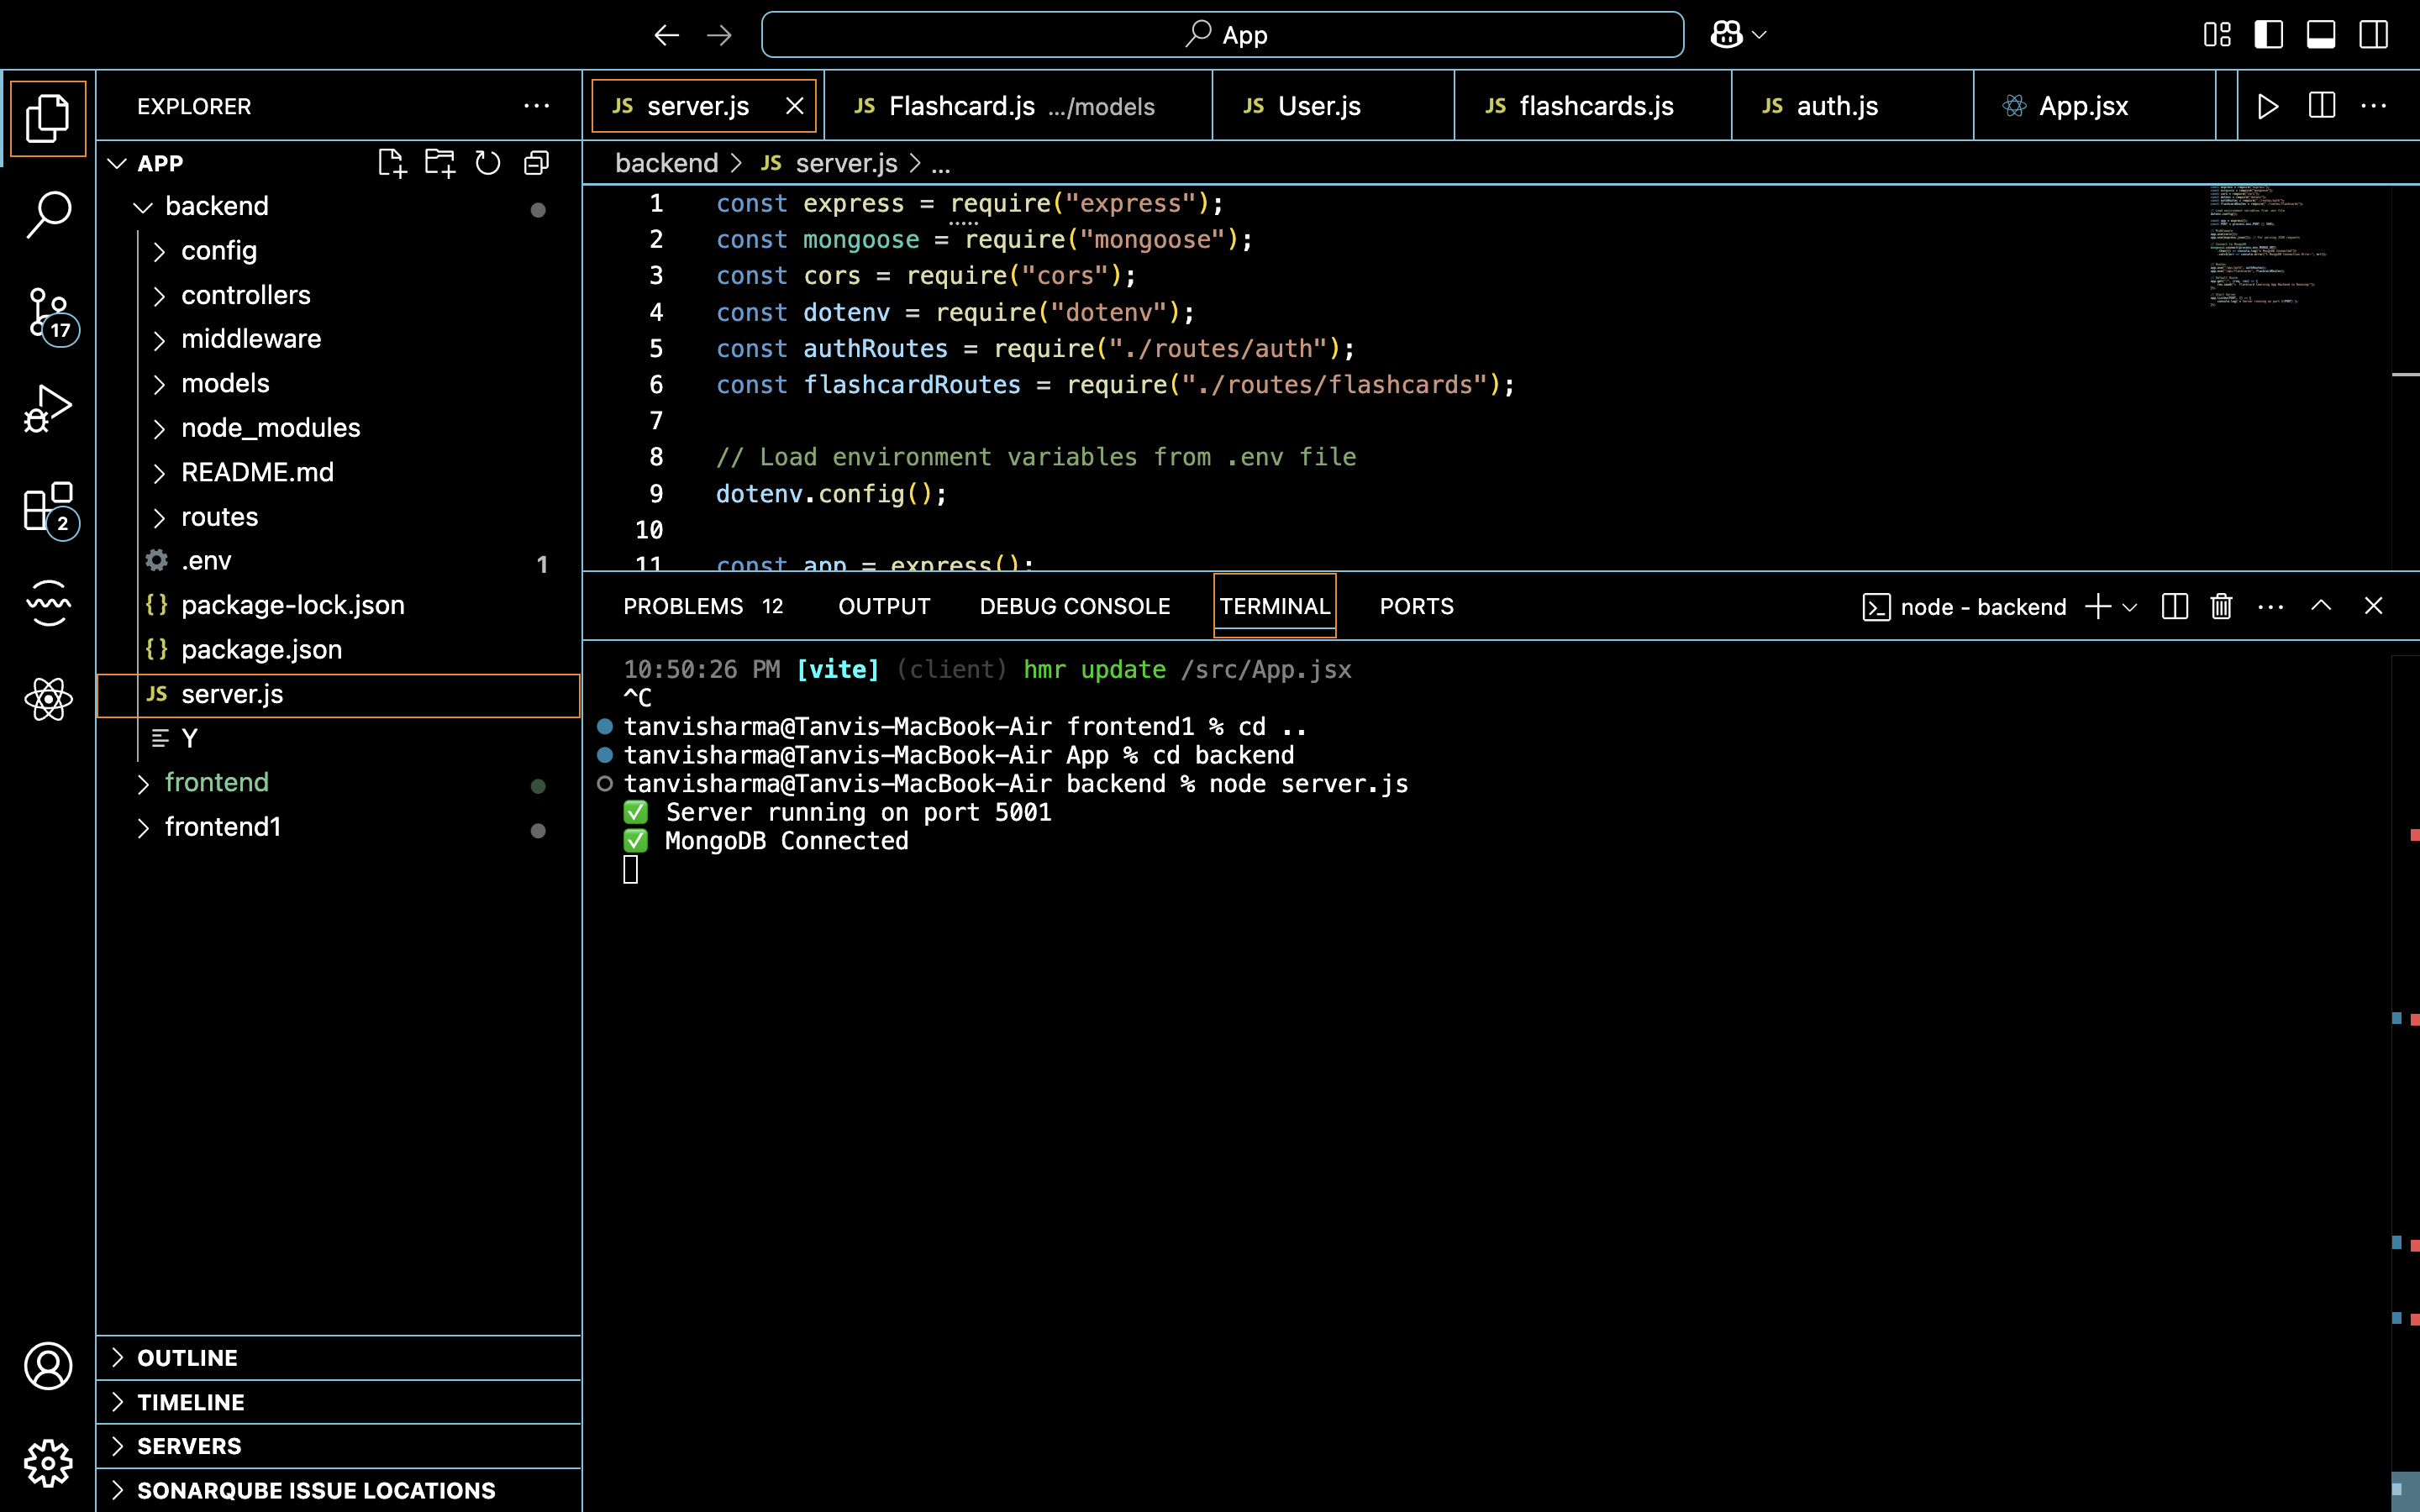 App
EXPLORER
JS server.js
JS Flashcard.js .../models
JS User.js
JS flashcards.js
JS auth.js
App.jsx
APP
backend
config
controllers
middleware
models
node_modules
README.md
routes
.env 1
{} package-lock.json
{} package.json
JS server.js
Y
frontend
frontend1
17
2
OUTLINE
TIMELINE
SERVERS
SONARQUBE ISSUE LOCATIONS
backend > JS server.js > ...
1 const express = require("express");
2 const mongoose = require("mongoose");
3 const cors = require("cors");
4 const dotenv = require("dotenv");
5 const authRoutes = require("./routes/auth");
6 const flashcardRoutes = require("./routes/flashcards");
7
8 // Load environment variables from .env file
9 dotenv.config();
10
11 const app = express();
PROBLEMS 12 OUTPUT DEBUG CONSOLE TERMINAL PORTS
node - backend
10:50:26 PM [vite] (client) hmr update /src/App.jsx
^C
tanvisharma@Tanvis-MacBook-Air frontend1 % cd ..
tanvisharma@Tanvis-MacBook-Air App % cd backend
tanvisharma@Tanvis-MacBook-Air backend % node server.js
✅ Server running on port 5001
✅ MongoDB Connected